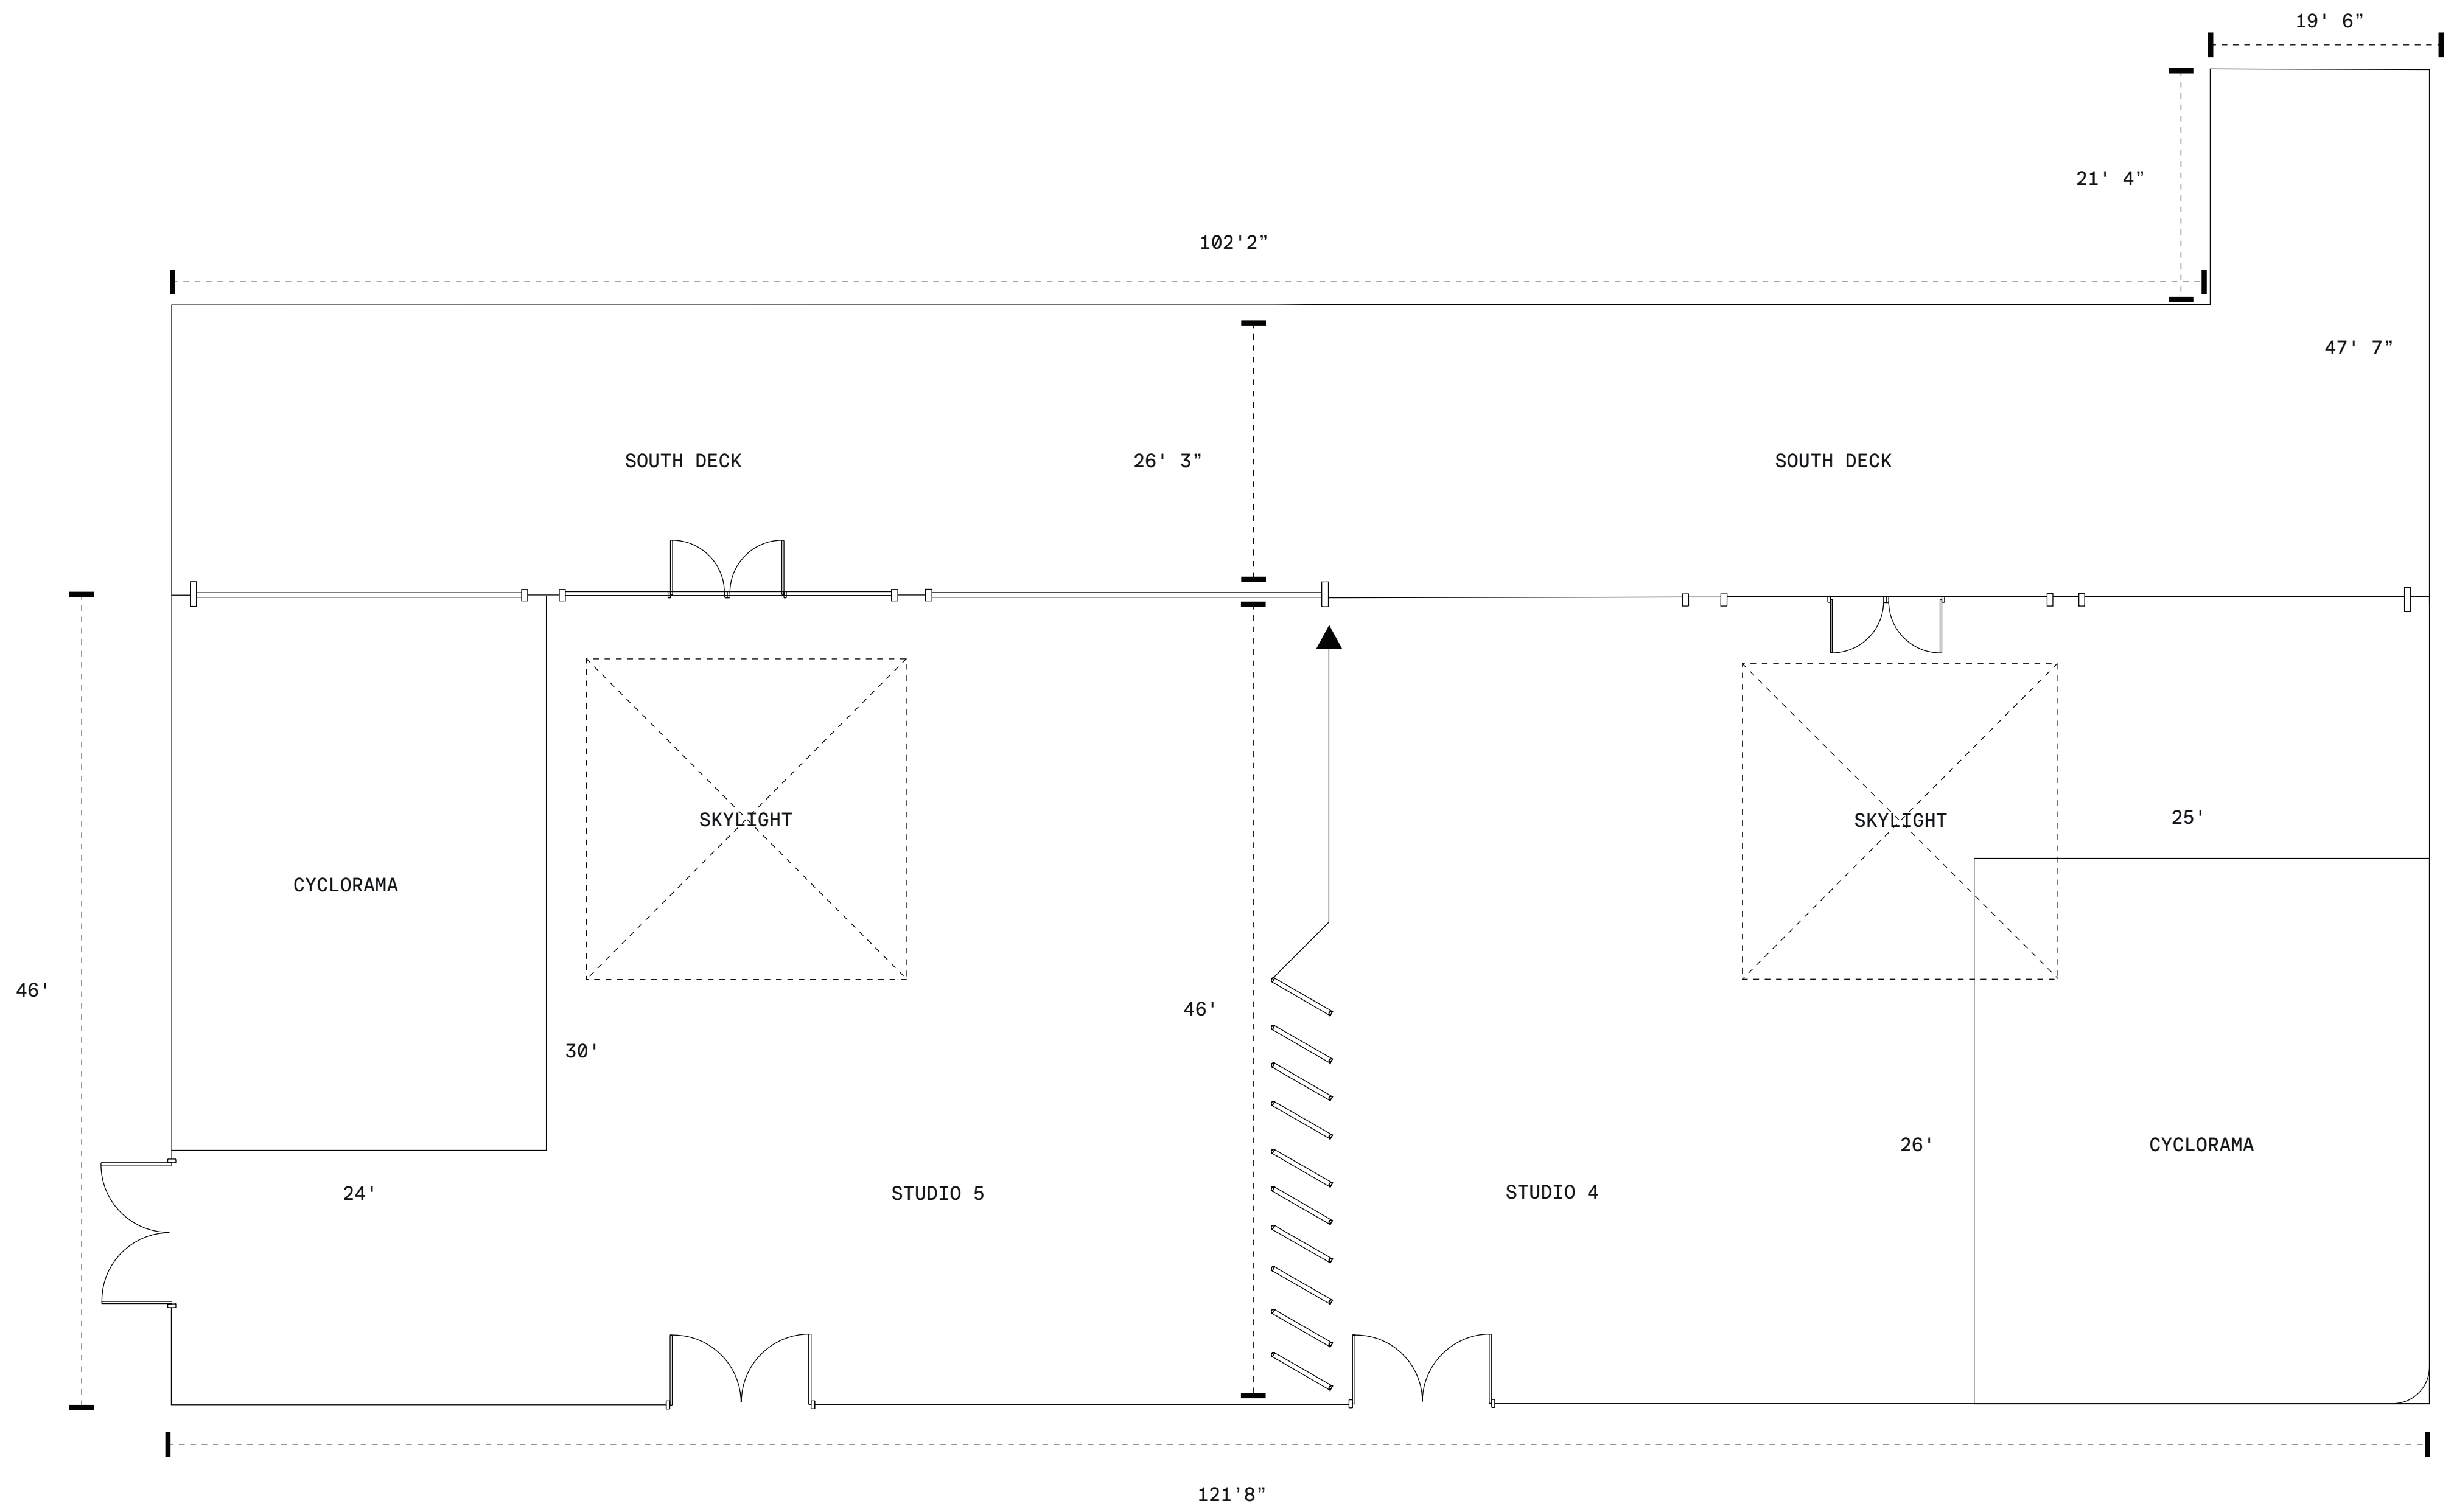 19' 6”
21' 4”
102'2”
47' 7”
SOUTH DECK
26' 3”
SOUTH DECK
SKYLIGHT
SKYLIGHT
25'
CYCLORAMA
46'
46'
30'
26'
CYCLORAMA
24'
STUDIO 5
STUDIO 4
121’8”